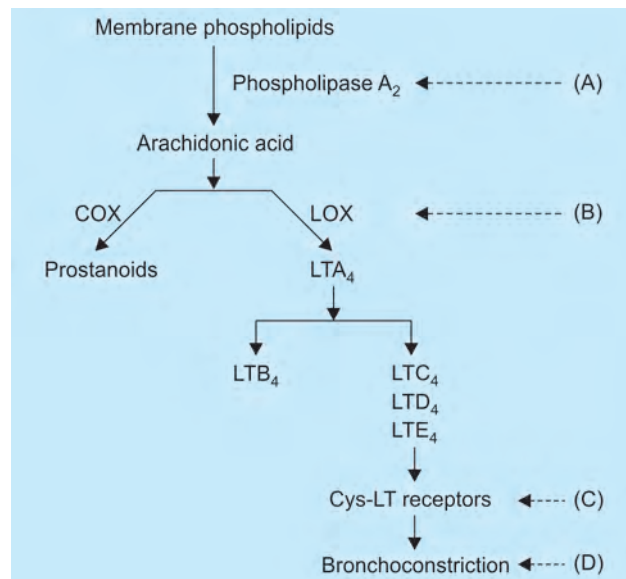 Membrane phospholipids
Phospholipase A₂ (A)
Arachidonic acid
COX LOX (B)
Prostanoids LTA₄
LTB₄ LTC₄
LTD₄
LTE₄
Cys-LT receptors (C)
Bronchoconstriction (D)